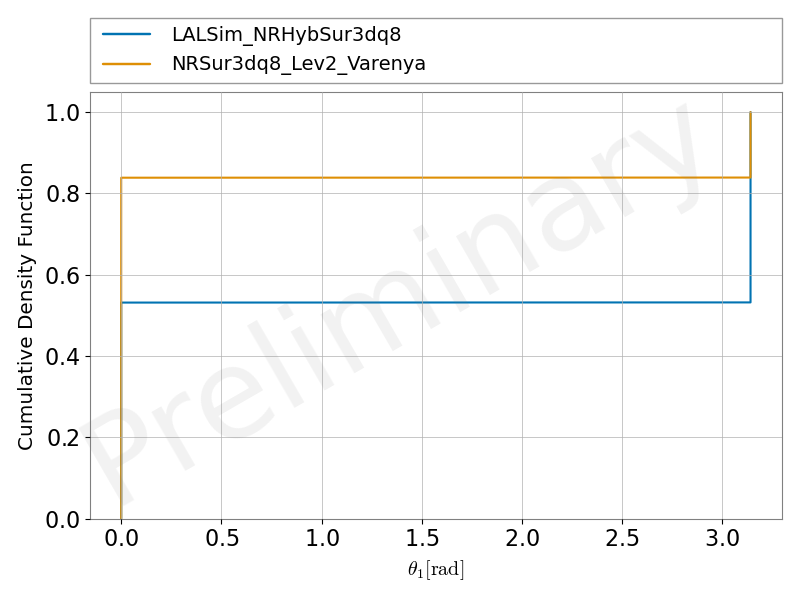 LALSim_NRHybSur3dq8
NRSur3dq8_Lev2_Varenya
1.0
0.8
0.6
0.4
0.2
0.0
Cumulative Density Function
Preliminary
0.0 0.5 1.0 1.5 2.0 2.5 3.0
θ₁[rad]